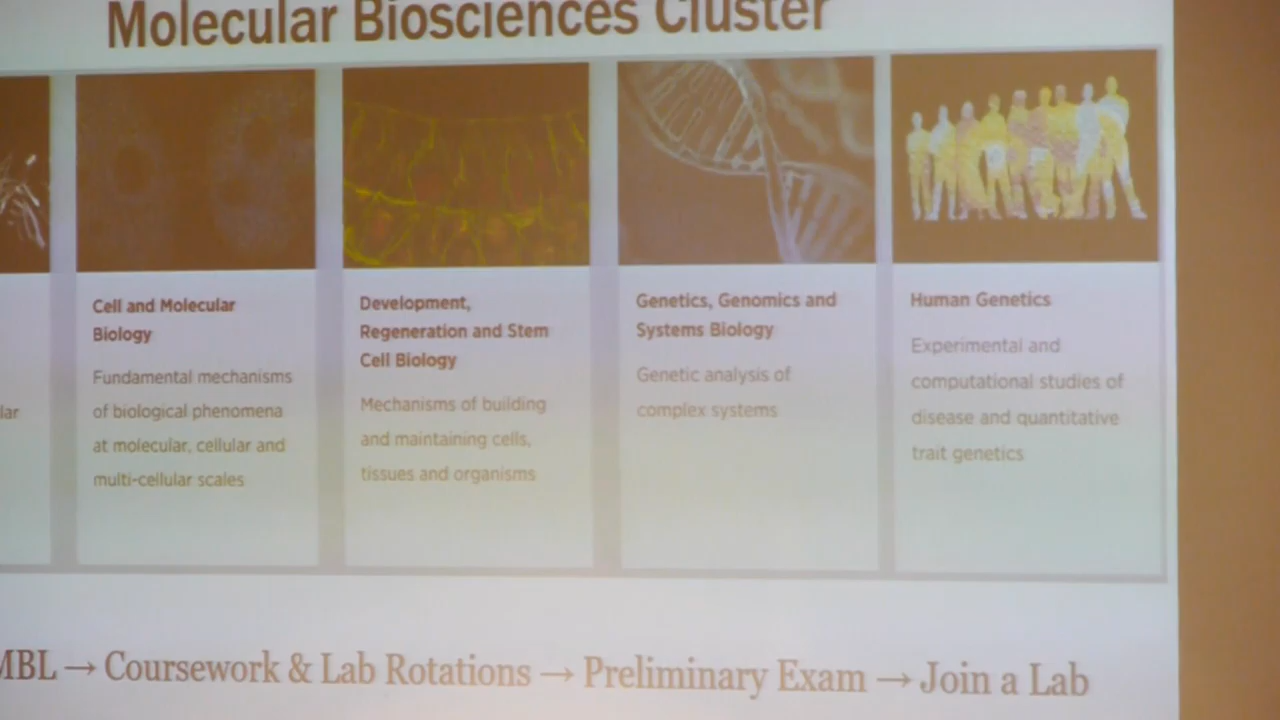 Molecular Biosciences Cluster
lar
Cell and Molecular
Biology
Fundamental mechanisms
of biological phenomena
at molecular, cellular and
multi-cellular scales
Development,
Regeneration and Stem
Cell Biology
Mechanisms of building
and maintaining cells,
tissues and organisms
Genetics, Genomics and
Systems Biology
Genetic analysis of
complex systems
Human Genetics
Experimental and
computational studies of
disease and quantitative
trait genetics
MBL → Coursework & Lab Rotations → Preliminary Exam → Join a Lab